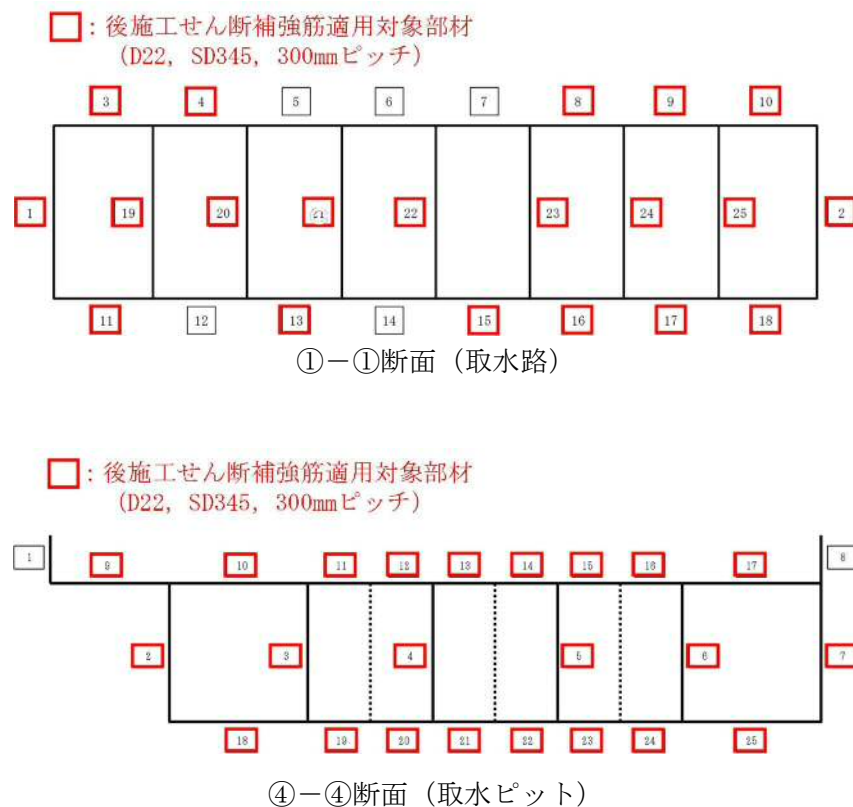 ：後施工せん断補強筋適用対象部材
（D22, SD345, 300mmピッチ）
3 4 5 6 7 8 9 10
1 19 20 21 22 23 24 25 2
11 12 13 14 15 16 17 18
①－①断面（取水路）
：後施工せん断補強筋適用対象部材
（D22, SD345, 300mmピッチ）
1 9 10 11 12 13 14 15 16 17 8
2 3 4 5 6 7
18 19 20 21 22 23 24 25
④－④断面（取水ピット）